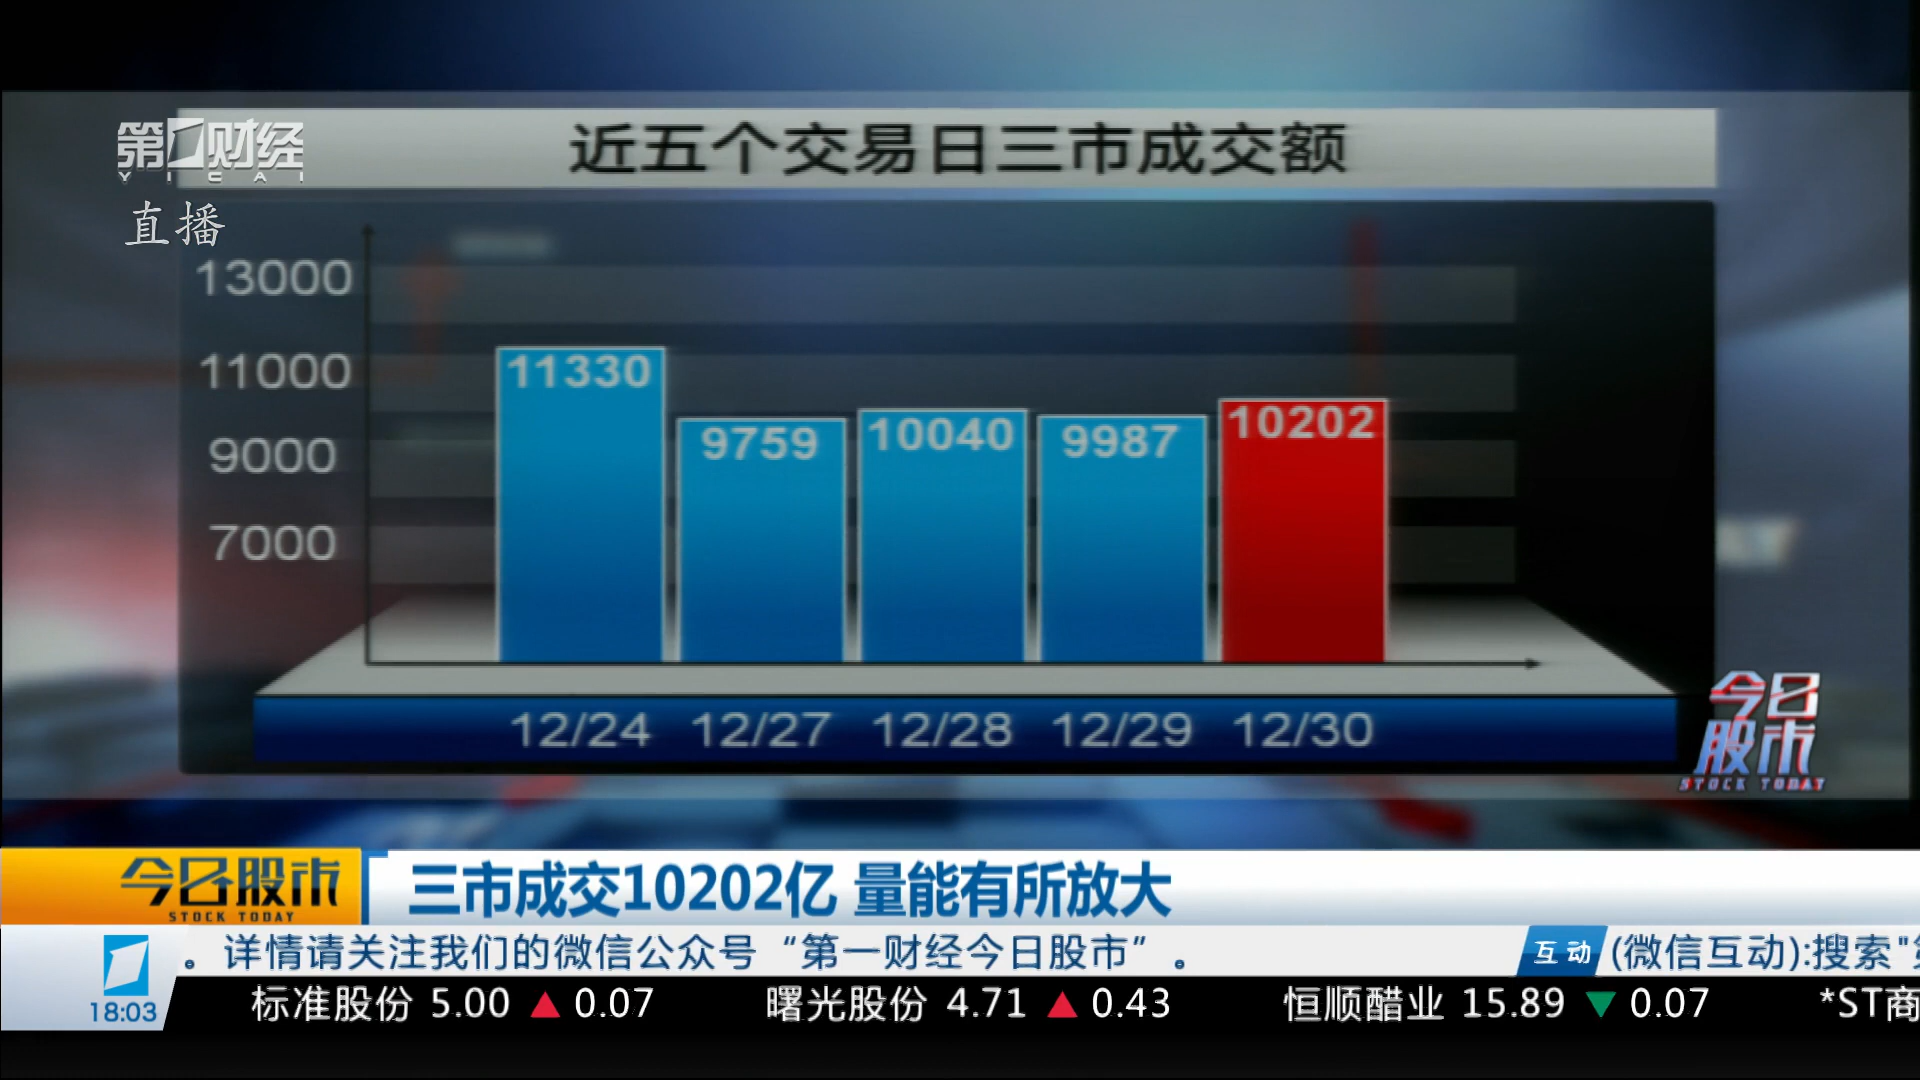 第一财经
YICAI
直播
近五个交易日三市成交额
13000
11000
9000
7000
11330
9759
10040
9987
10202
12/24 12/27 12/28 12/29 12/30
今日股市
STOCK TODAY
今日股市
STOCK TODAY
三市成交10202亿 量能有所放大
。详情请关注我们的微信公众号“第一财经今日股市”。
互动 (微信互动):搜索"
18:03
标准股份 5.00 ▲ 0.07 曙光股份 4.71 ▲ 0.43 恒顺醋业 15.89 ▼ 0.07 *ST商